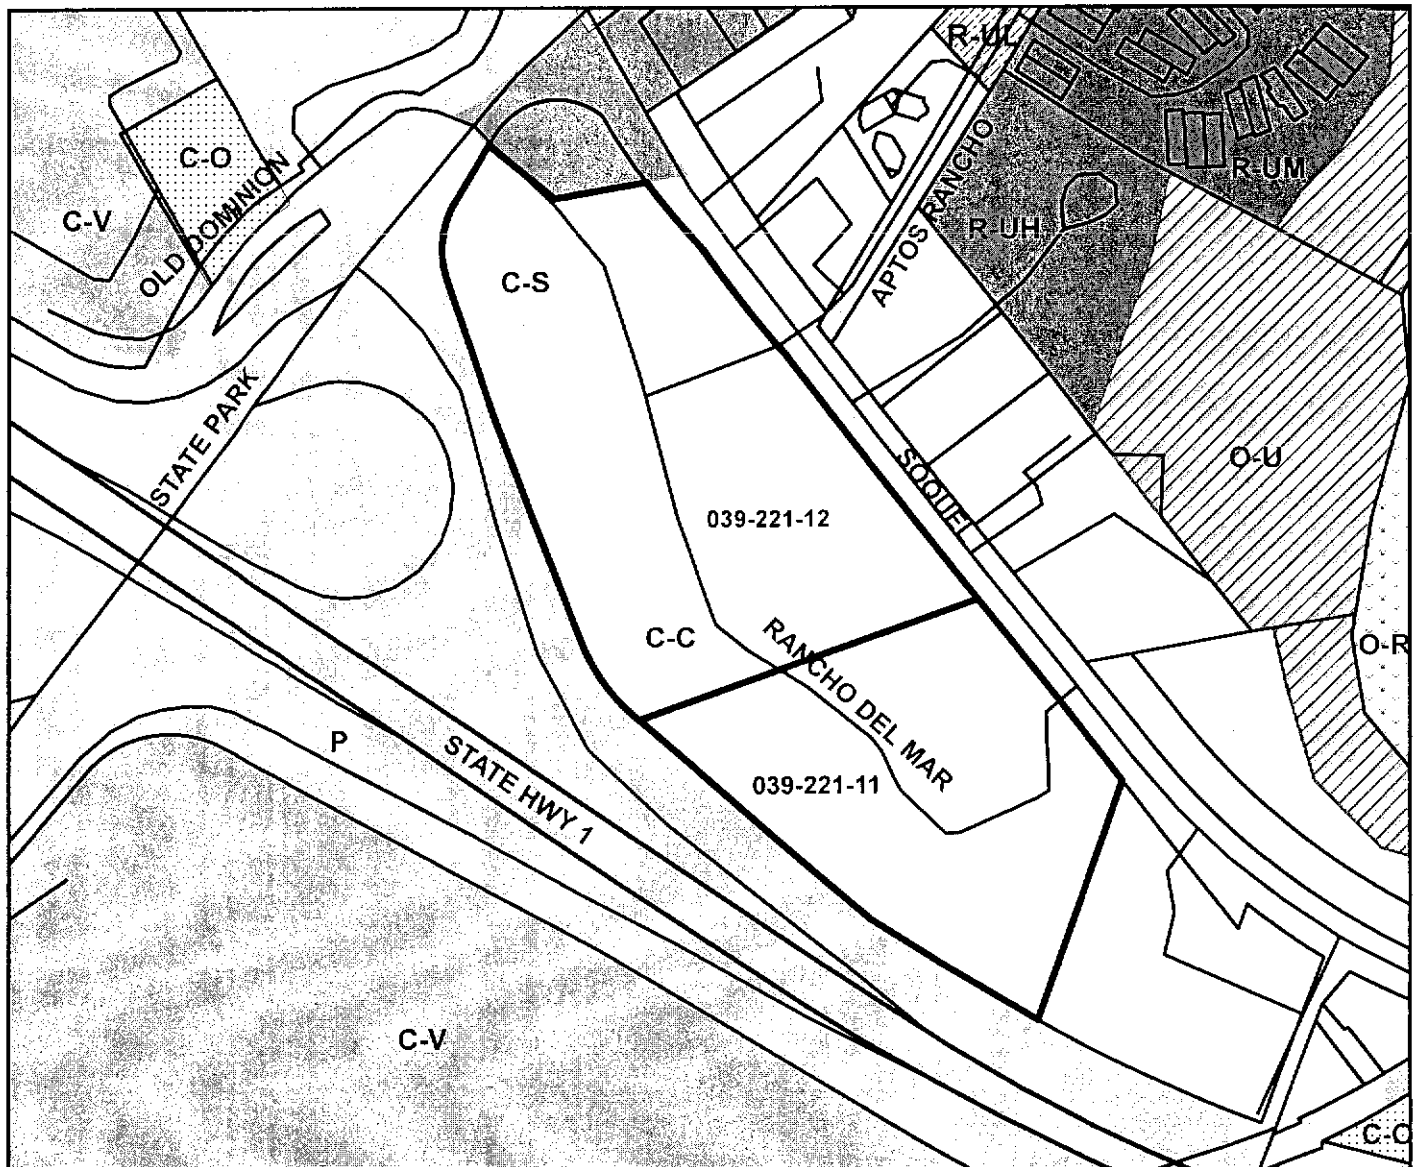 R-UL
C-O
R-UM
C-V
OLD DOMINION
APTOS RANCHO
R-UH
C-S
STATE PARK
SOQUEL
O-U
039-221-12
C-C
RANCHO DEL MAR
O-R
P
STATE HWY 1
039-221-11
C-V